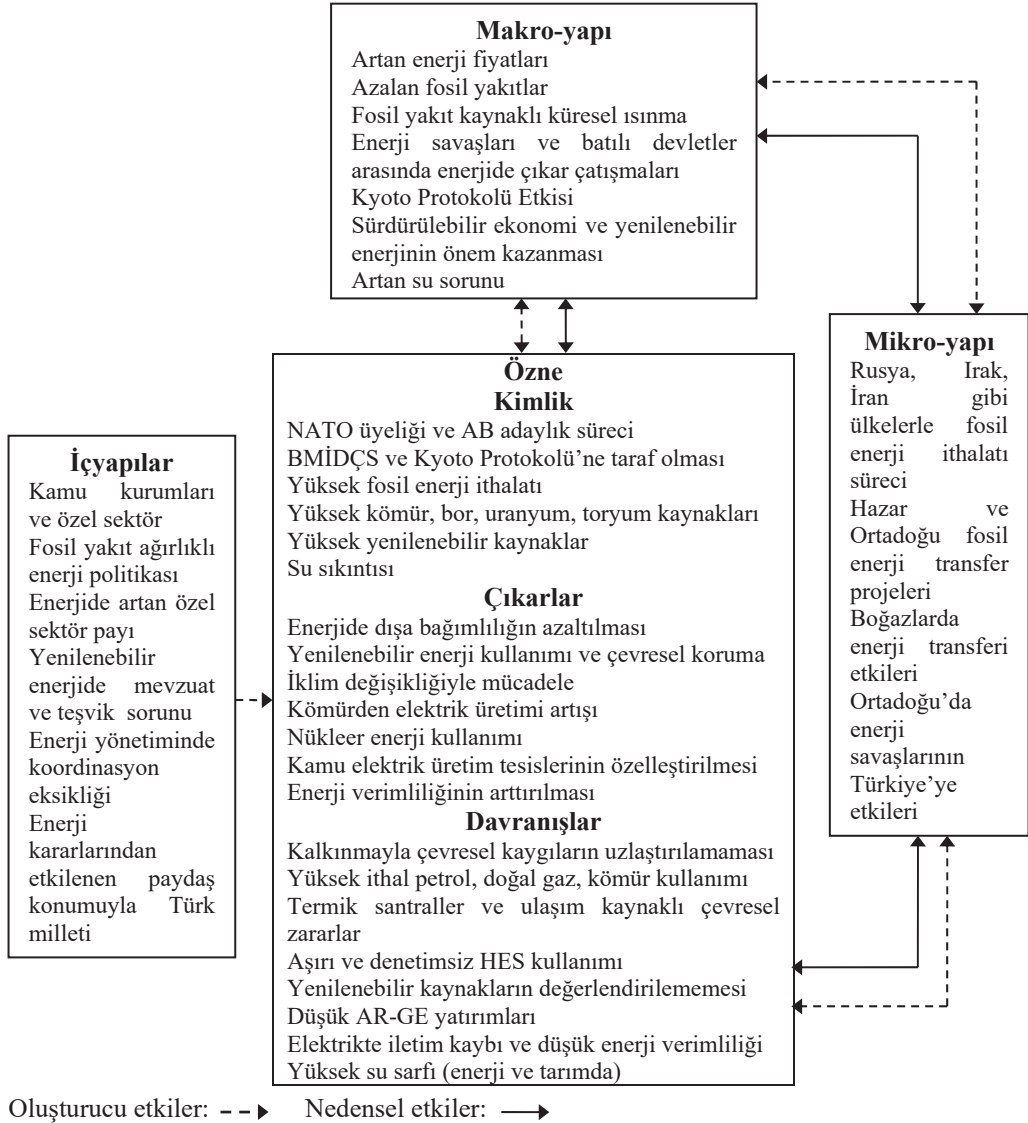 Makro-yapı
Artan enerji fiyatları
Azalan fosil yakıtlar
Fosil yakıt kaynaklı küresel ısınma
Enerji savaşları ve batılı devletler
arasında enerjide çıkar çatışmaları
Kyoto Protokolü Etkisi
Sürdürülebilir ekonomi ve yenilenebilir
enerjinin önem kazanması
Artan su sorunu
İçyapılar
Kamu kurumları
ve özel sektör
Fosil yakıt ağırlıklı
enerji politikası
Enerjide artan özel
sektör payı
Yenilenebilir
enerjide mevzuat
ve teşvik sorunu
Enerji yönetiminde
koordinasyon
eksikliği
Enerji
kararlarından
etkilenen paydaş
konumuyla Türk
milleti
Özne
Kimlik
NATO üyeliği ve AB adaylık süreci
BMİDÇS ve Kyoto Protokolü’ne taraf olması
Yüksek fosil enerji ithalatı
Yüksek kömür, bor, uranyum, toryum kaynakları
Yüksek yenilenebilir kaynaklar
Su sıkıntısı
Çıkarlar
Enerjide dışa bağımlılığın azaltılması
Yenilenebilir enerji kullanımı ve çevresel koruma
İklim değişikliğiyle mücadele
Kömürden elektrik üretimi artışı
Nükleer enerji kullanımı
Kamu elektrik üretim tesislerinin özelleştirilmesi
Enerji verimliliğinin arttırılması
Davranışlar
Kalkınmayla çevresel kaygıların uzlaştırılamaması
Yüksek ithal petrol, doğal gaz, kömür kullanımı
Termik santraller ve ulaşım kaynaklı çevresel
zararlar
Aşırı ve denetimsiz HES kullanımı
Yenilenebilir kaynakların değerlendirilememesi
Düşük AR-GE yatırımları
Elektrikte iletim kaybı ve düşük enerji verimliliği
Yüksek su sarfı (enerji ve tarımda)
Mikro-yapı
Rusya, Irak,
İran gibi
ülkelerle fosil
enerji ithalatı
süreci
Hazar ve
Ortadoğu fosil
enerji transfer
projeleri
Boğazlarda
enerji transferi
etkileri
Ortadoğu’da
enerji
savaşlarının
Türkiye’ye
etkileri
Oluşturucu etkiler: Nedensel etkiler: